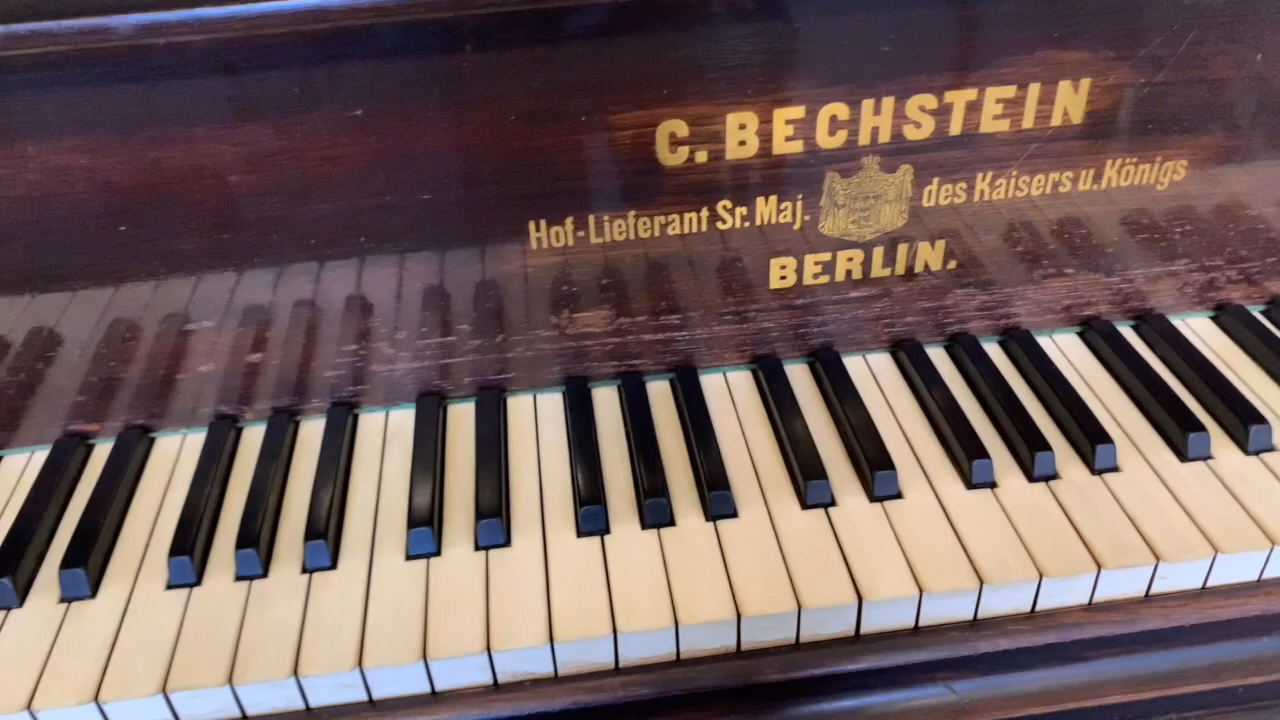 C. BECHSTEIN
Hof-Lieferant Sr. Maj. des Kaisers u. Königs
BERLIN.